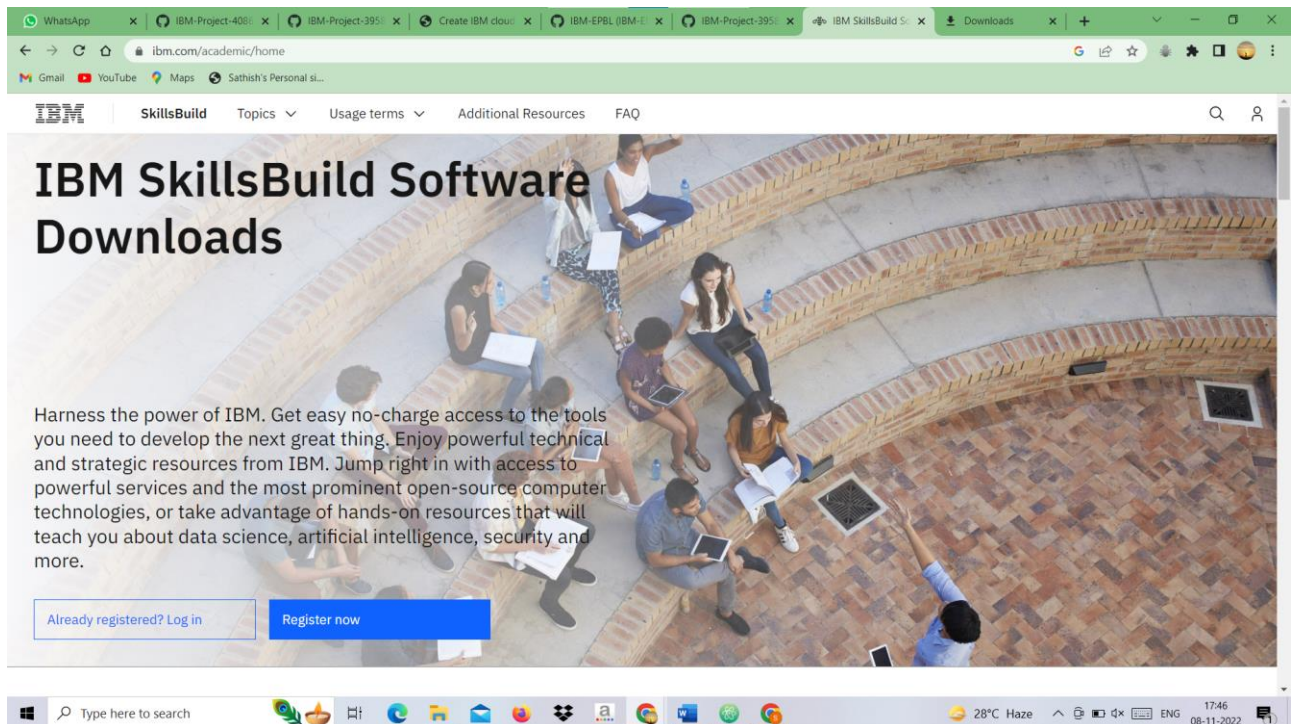 WhatsApp
IBM-Project-4086
IBM-Project-3958
Create IBM cloud
IBM-EPBL (IBM-E
IBM-Project-3958
IBM SkillsBuild So
Downloads
ibm.com/academic/home
Gmail
YouTube
Maps
Sathish's Personal si...
IBM
SkillsBuild
Topics
Usage terms
Additional Resources
FAQ
IBM SkillsBuild Software
Downloads
Harness the power of IBM. Get easy no-charge access to the tools
you need to develop the next great thing. Enjoy powerful technical
and strategic resources from IBM. Jump right in with access to
powerful services and the most prominent open-source computer
technologies, or take advantage of hands-on resources that will
teach you about data science, artificial intelligence, security and
more.
Already registered? Log in
Register now
Type here to search
28°C Haze
ENG
17:46
08-11-2022